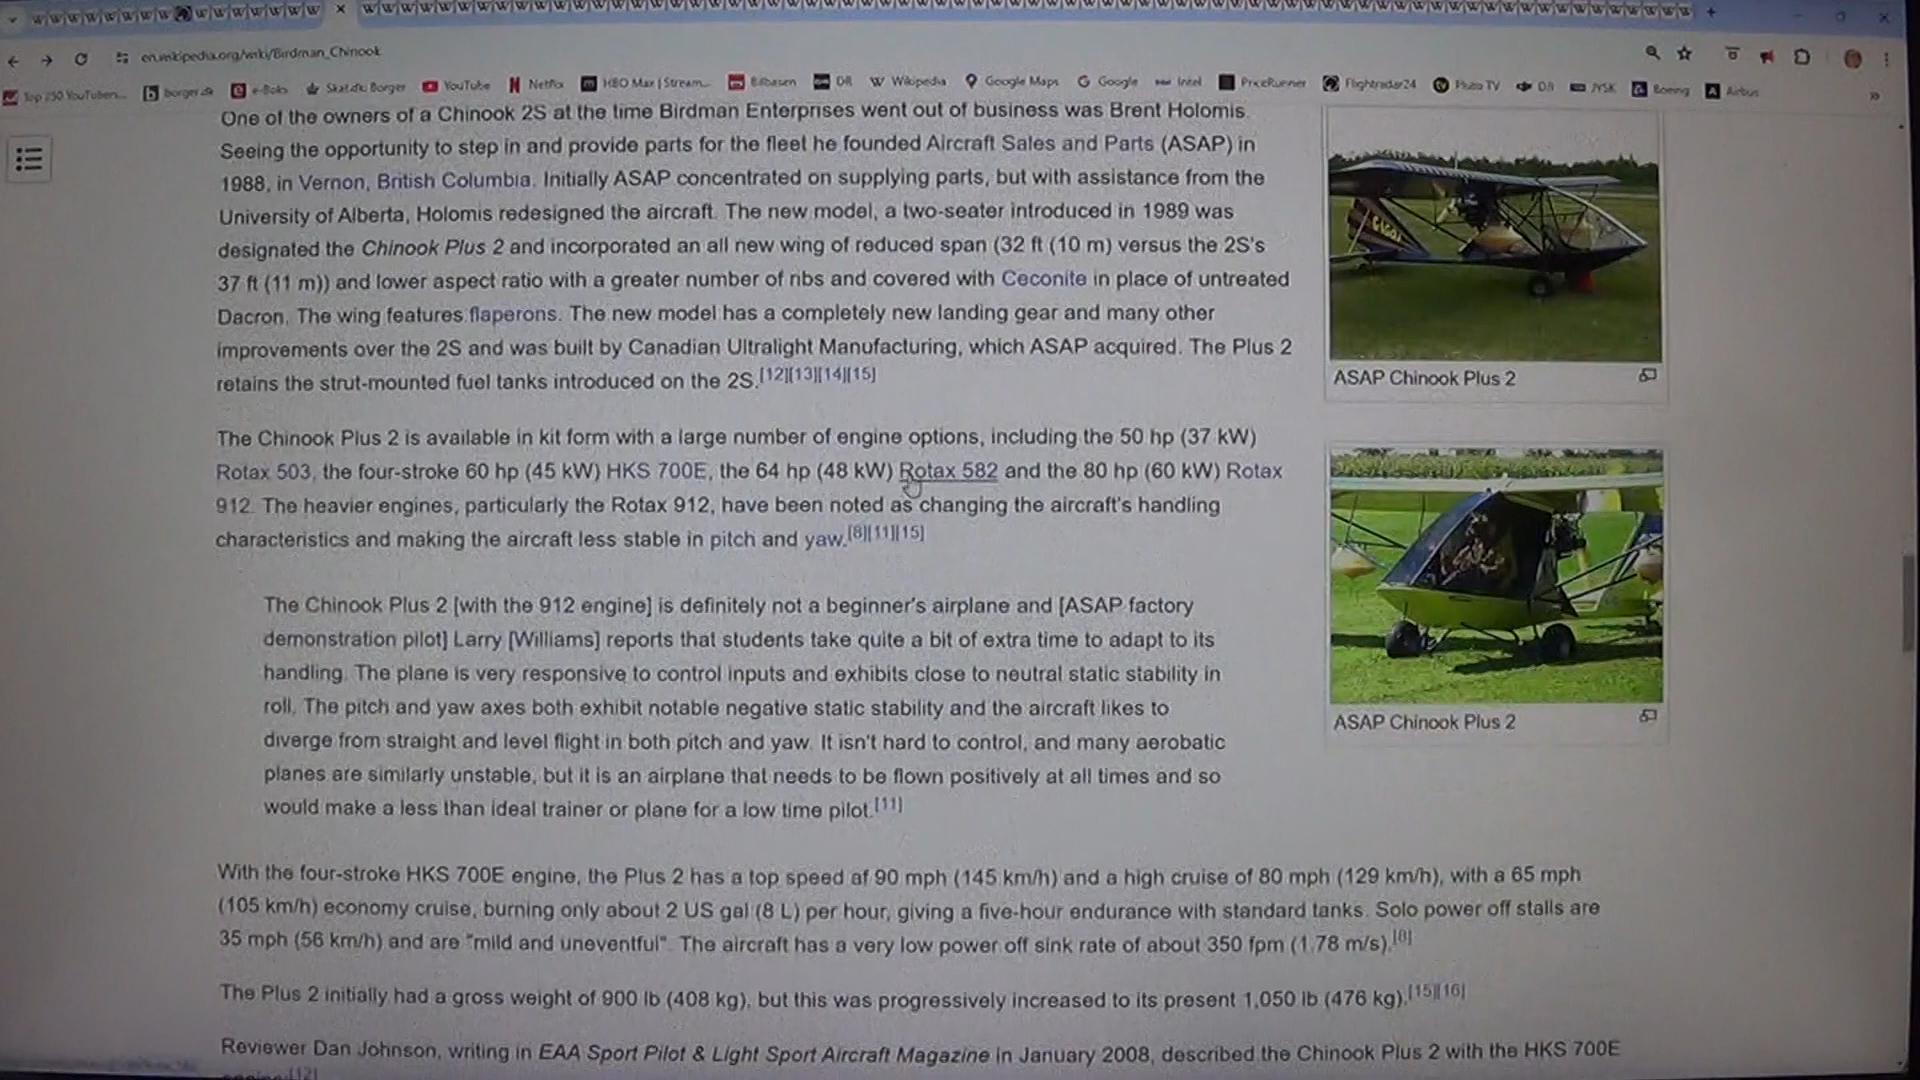 en.wikipedia.org/wiki/Birdman_Chinook
Top 250 YouTubers... borger.dk e-Boks Skat.dk: Borger YouTube Netflix HBO Max | Stream... Bilbasen DR Wikipedia Google Maps Google Intel PriceRunner Flightradar24 Pluto TV DJI JYSK Boeing Airbus
One of the owners of a Chinook 2S at the time Birdman Enterprises went out of business was Brent Holomis.
Seeing the opportunity to step in and provide parts for the fleet he founded Aircraft Sales and Parts (ASAP) in
1988, in Vernon, British Columbia. Initially ASAP concentrated on supplying parts, but with assistance from the
University of Alberta, Holomis redesigned the aircraft. The new model, a two-seater introduced in 1989 was
designated the Chinook Plus 2 and incorporated an all new wing of reduced span (32 ft (10 m) versus the 2S's
37 ft (11 m)) and lower aspect ratio with a greater number of ribs and covered with Ceconite in place of untreated
Dacron. The wing features flaperons. The new model has a completely new landing gear and many other
improvements over the 2S and was built by Canadian Ultralight Manufacturing, which ASAP acquired. The Plus 2
retains the strut-mounted fuel tanks introduced on the 2S.[12][13][14][15]
ASAP Chinook Plus 2
The Chinook Plus 2 is available in kit form with a large number of engine options, including the 50 hp (37 kW)
Rotax 503, the four-stroke 60 hp (45 kW) HKS 700E, the 64 hp (48 kW) Rotax 582 and the 80 hp (60 kW) Rotax
912. The heavier engines, particularly the Rotax 912, have been noted as changing the aircraft's handling
characteristics and making the aircraft less stable in pitch and yaw.[8][11][15]
The Chinook Plus 2 [with the 912 engine] is definitely not a beginner's airplane and [ASAP factory
demonstration pilot] Larry [Williams] reports that students take quite a bit of extra time to adapt to its
handling. The plane is very responsive to control inputs and exhibits close to neutral static stability in
roll. The pitch and yaw axes both exhibit notable negative static stability and the aircraft likes to
diverge from straight and level flight in both pitch and yaw. It isn't hard to control, and many aerobatic
planes are similarly unstable, but it is an airplane that needs to be flown positively at all times and so
would make a less than ideal trainer or plane for a low time pilot.[11]
ASAP Chinook Plus 2
With the four-stroke HKS 700E engine, the Plus 2 has a top speed af 90 mph (145 km/h) and a high cruise of 80 mph (129 km/h), with a 65 mph
(105 km/h) economy cruise, burning only about 2 US gal (8 L) per hour, giving a five-hour endurance with standard tanks. Solo power off stalls are
35 mph (56 km/h) and are "mild and uneventful". The aircraft has a very low power off sink rate of about 350 fpm (1.78 m/s).[8]
The Plus 2 initially had a gross weight of 900 lb (408 kg), but this was progressively increased to its present 1,050 lb (476 kg).[15][16]
Reviewer Dan Johnson, writing in EAA Sport Pilot & Light Sport Aircraft Magazine in January 2008, described the Chinook Plus 2 with the HKS 700E
engine:[12]